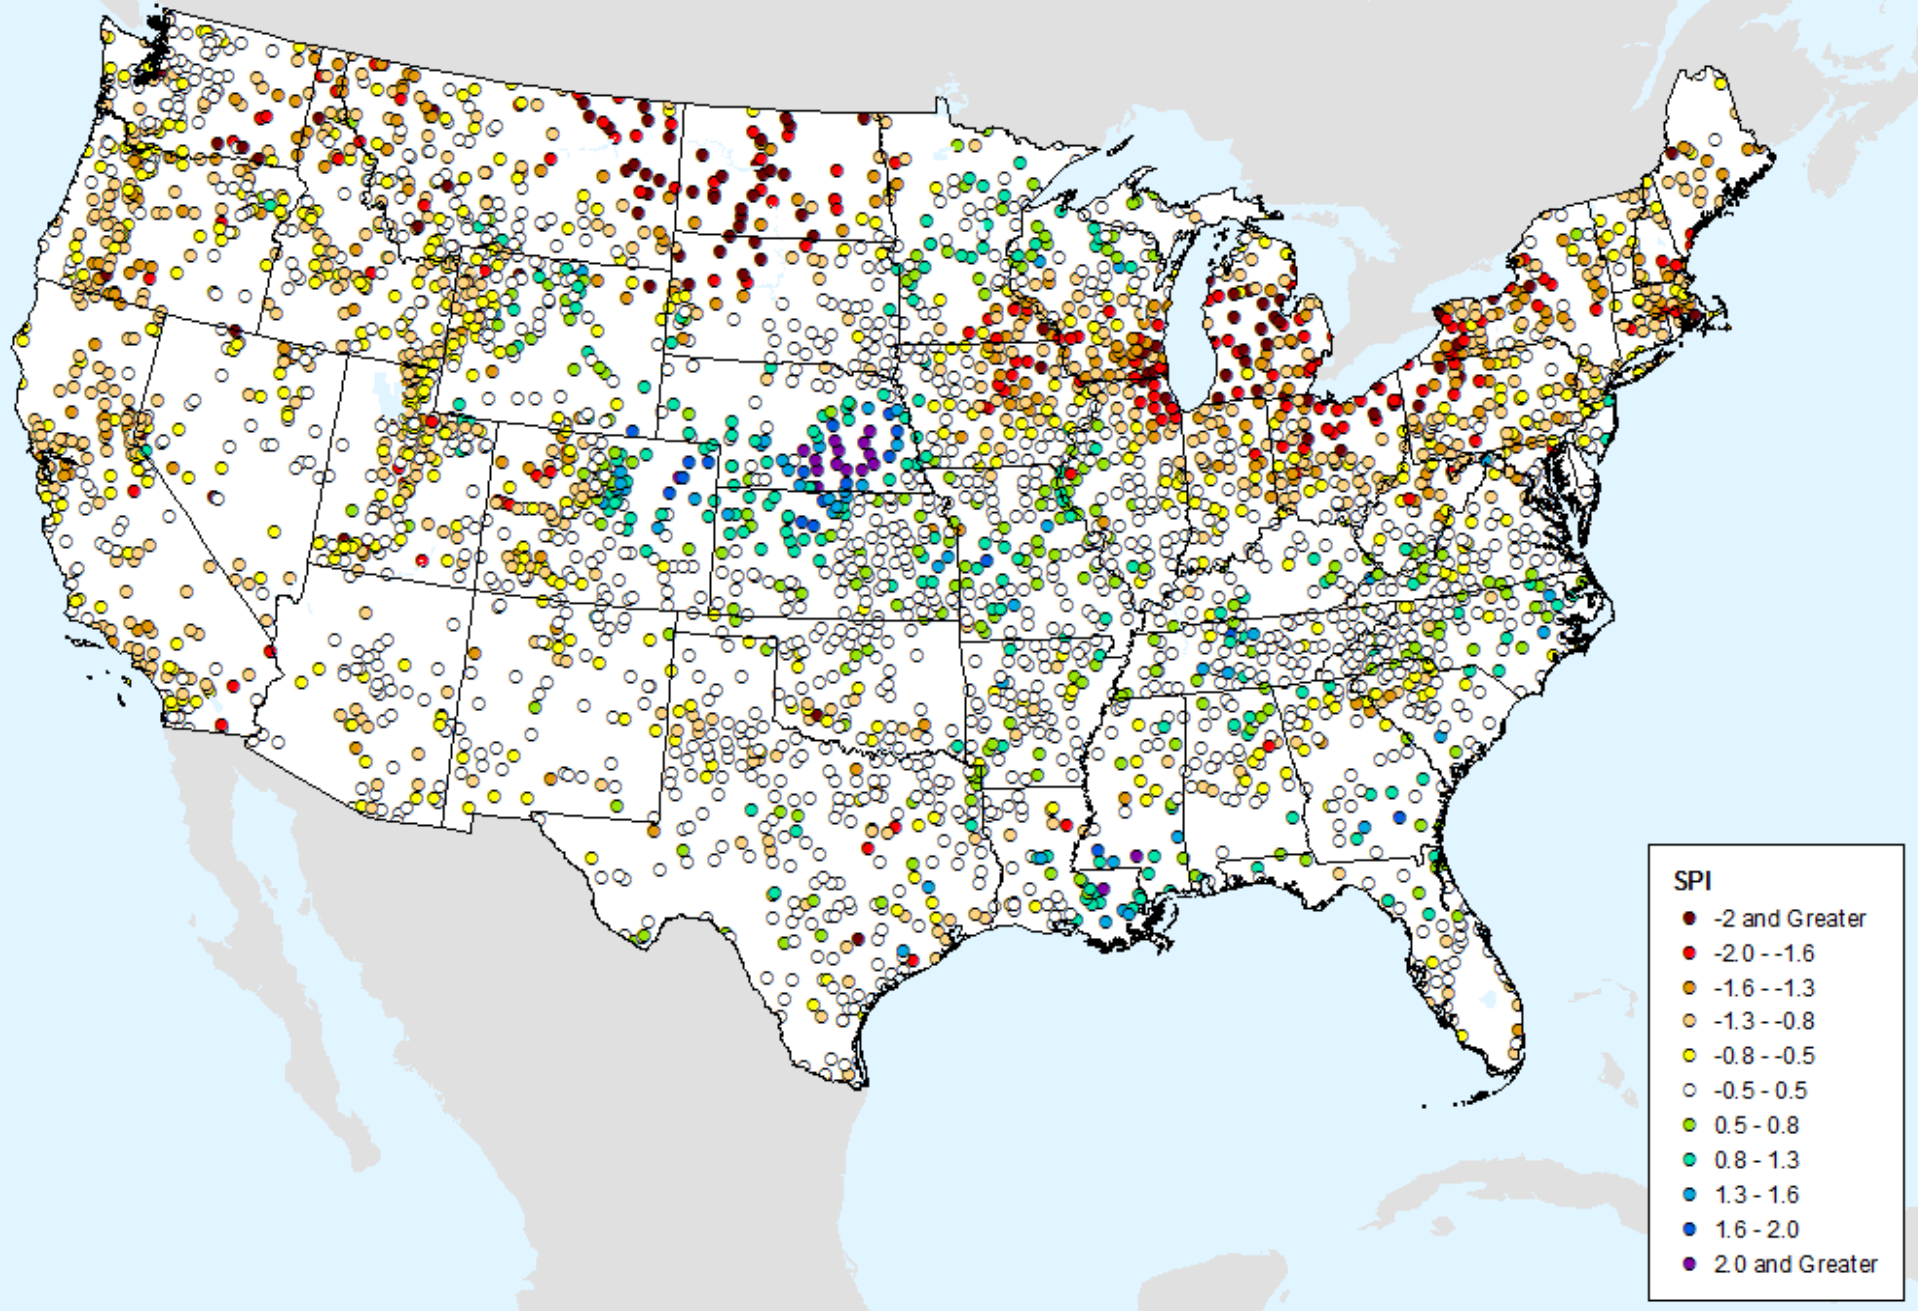 SPI
-2 and Greater
-2.0 - -1.6
-1.6 - -1.3
-1.3 - -0.8
-0.8 - -0.5
-0.5 - 0.5
0.5 - 0.8
0.8 - 1.3
1.3 - 1.6
1.6 - 2.0
2.0 and Greater